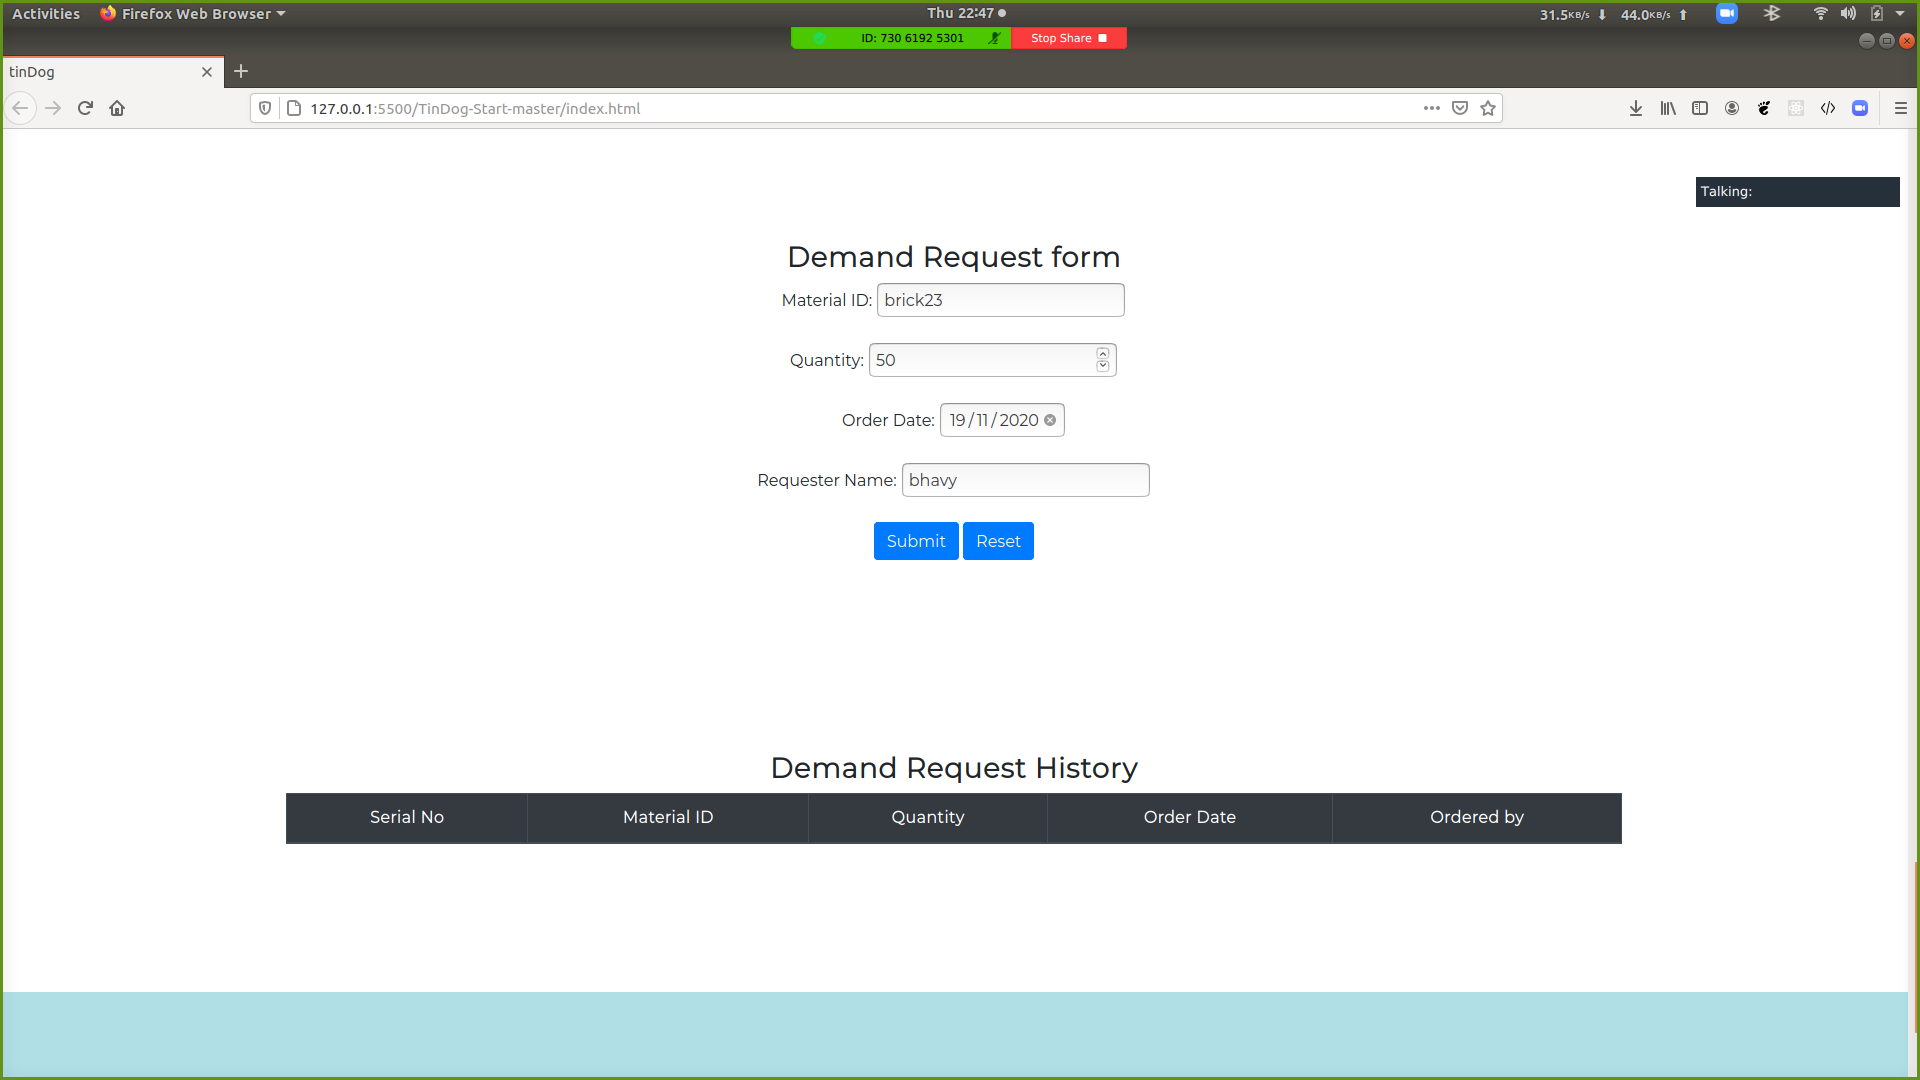 Activities Firefox Web Browser Thu 22:47 31.5KB/s 44.0KB/s
ID: 730 6192 5301 Stop Share
tinDog
127.0.0.1:5500/TinDog-Start-master/index.html
Talking:
Demand Request form
Material ID: brick23
Quantity: 50
Order Date: 19/11/2020
Requester Name: bhavy
Submit Reset
Demand Request History
Serial No Material ID Quantity Order Date Ordered by